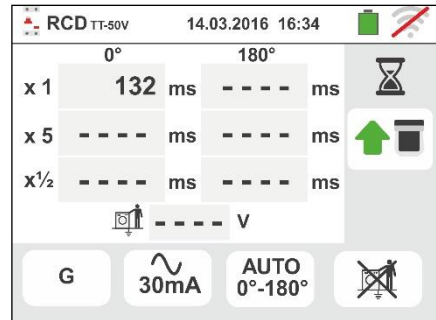 RCD TT-50V 14.03.2016 16:34
0° 180°
x 1 132 ms - - - - ms
x 5 - - - - ms - - - - ms
x½ - - - - ms - - - - ms
- - - - V
G 30mA AUTO 0°-180°